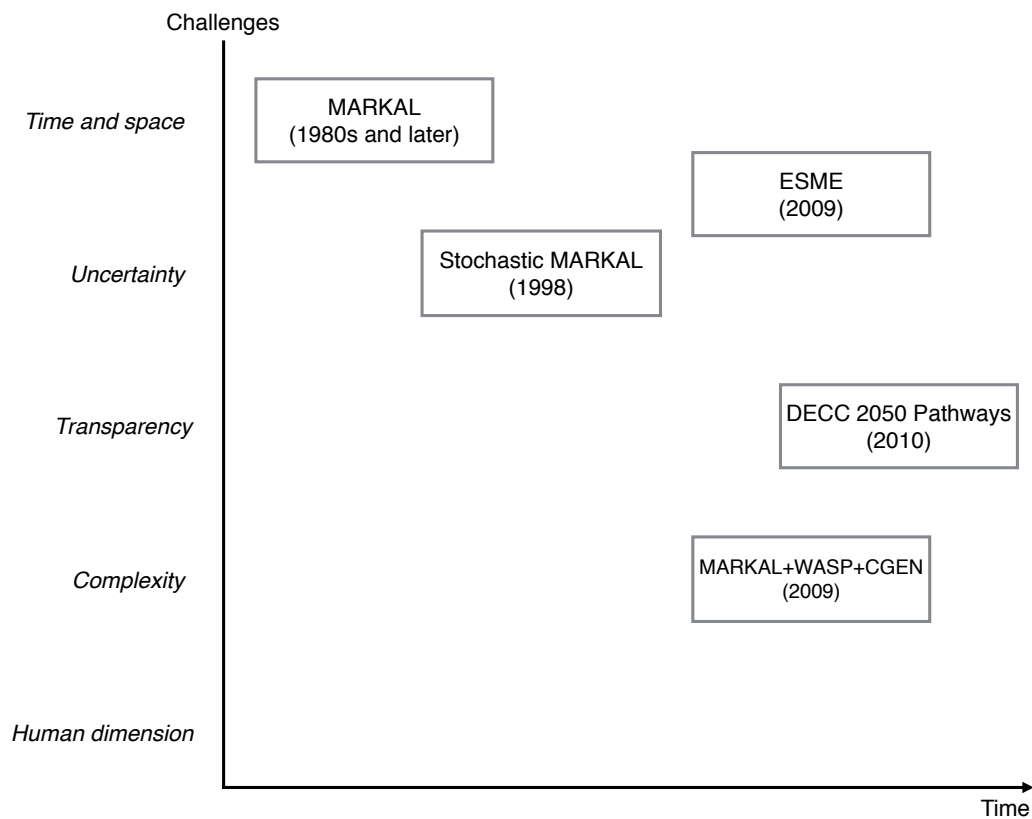 Challenges
Time and space
MARKAL
(1980s and later)
ESME
(2009)
Uncertainty
Stochastic MARKAL
(1998)
Transparency
DECC 2050 Pathways
(2010)
Complexity
MARKAL+WASP+CGEN
(2009)
Human dimension
Time